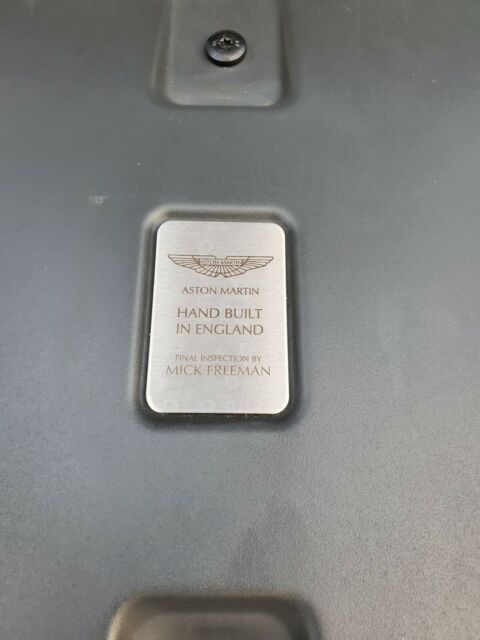 ASTON MARTIN
ASTON MARTIN
HAND BUILT
IN ENGLAND
FINAL INSPECTION BY
MICK FREEMAN